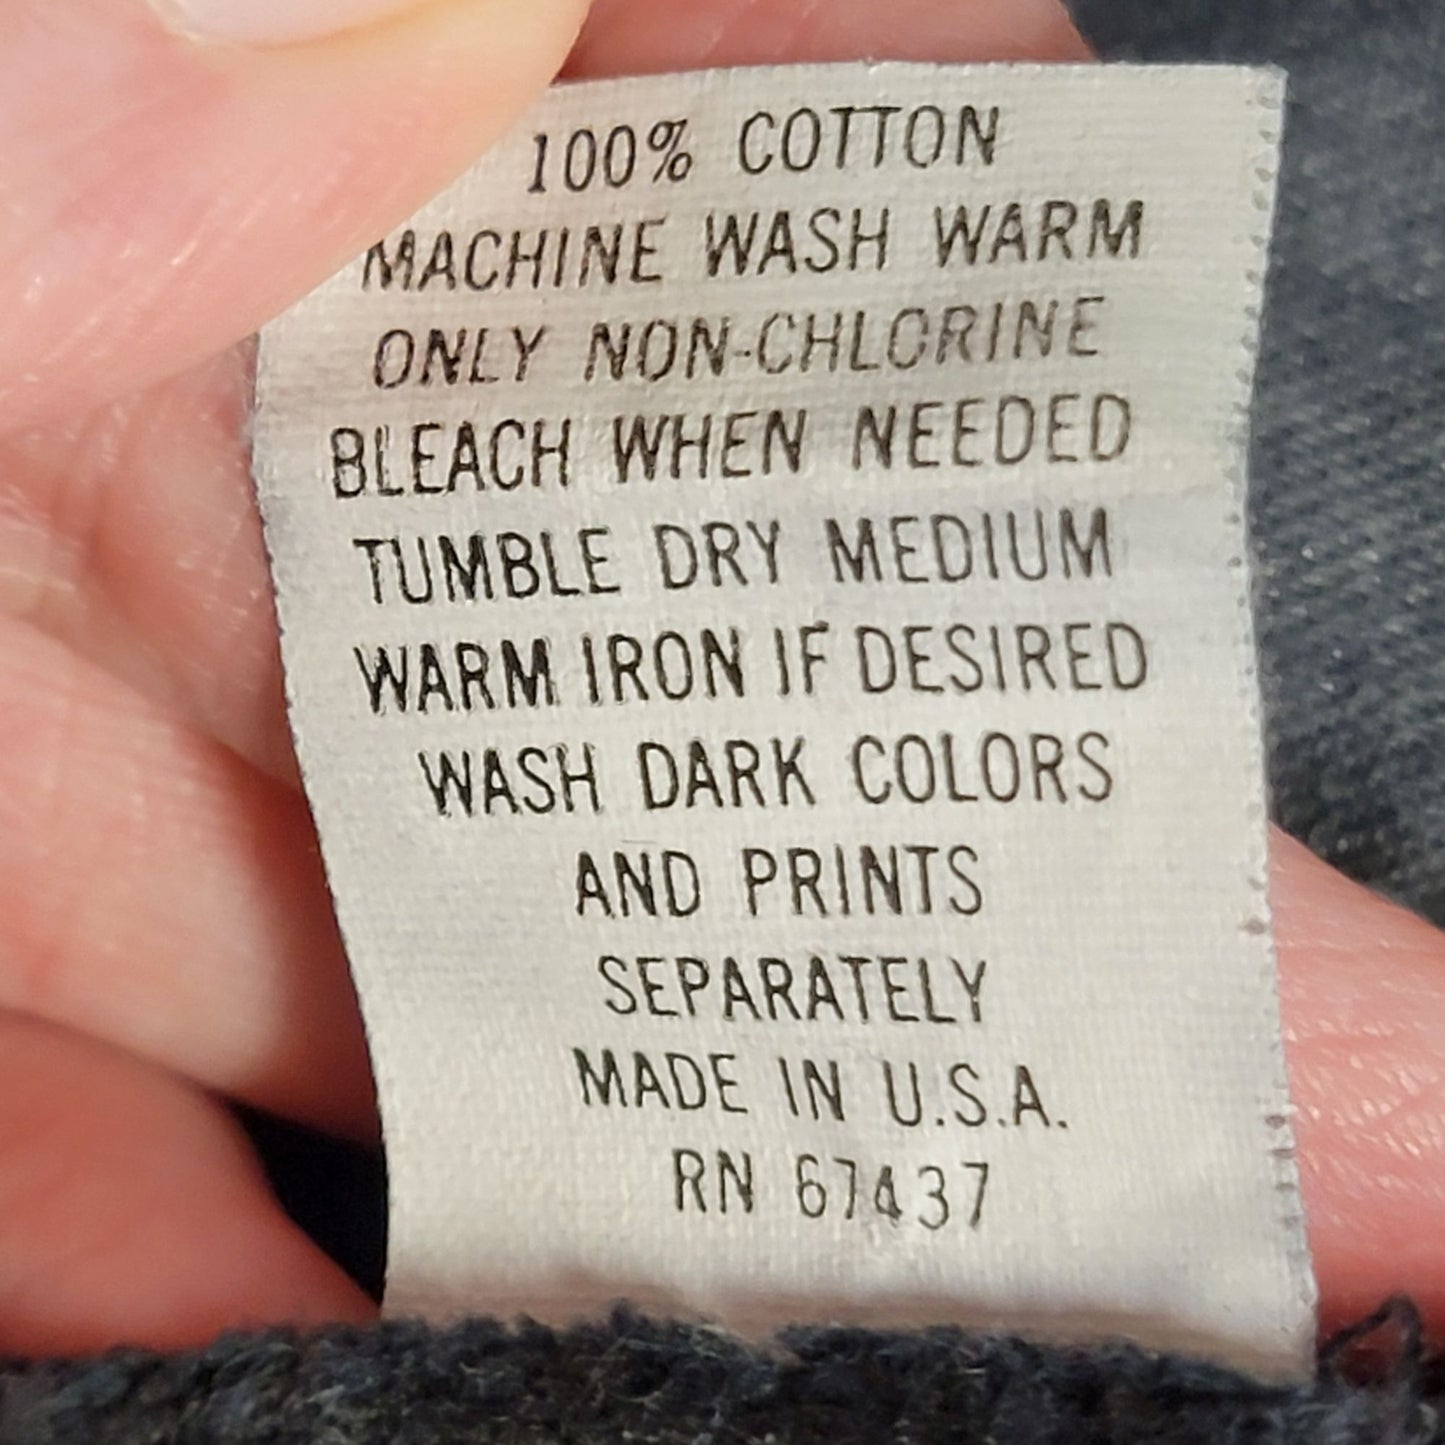 100% COTTON
MACHINE WASH WARM
ONLY NON-CHLORINE
BLEACH WHEN NEEDED
TUMBLE DRY MEDIUM
WARM IRON IF DESIRED
WASH DARK COLORS
AND PRINTS
SEPARATELY
MADE IN U.S.A.
RN 67437